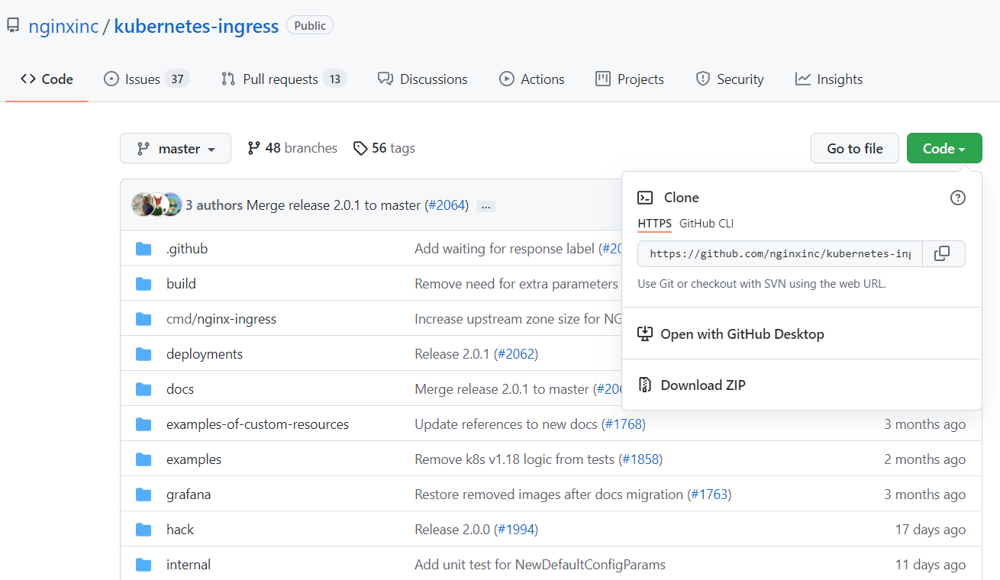 nginxinc / kubernetes-ingress Public
Code Issues 37 Pull requests 13 Discussions Actions Projects Security Insights
master 48 branches 56 tags Go to file Code
3 authors Merge release 2.0.1 to master (#2064) ...
Clone
HTTPS GitHub CLI
.github Add waiting for response label
https://github.com/nginxinc/kubernetes-ing
build Remove need for extra parameters
Use Git or checkout with SVN using the web URL.
cmd/nginx-ingress Increase upstream zone size for
Open with GitHub Desktop
deployments Release 2.0.1 (#2062)
docs Merge release 2.0.1 to master
Download ZIP
examples-of-custom-resources Update references to new docs (#1768) 3 months ago
examples Remove k8s v1.18 logic from tests (#1858) 2 months ago
grafana Restore removed images after docs migration (#1763) 3 months ago
hack Release 2.0.0 (#1994) 17 days ago
internal Add unit test for NewDefaultConfigParams 11 days ago